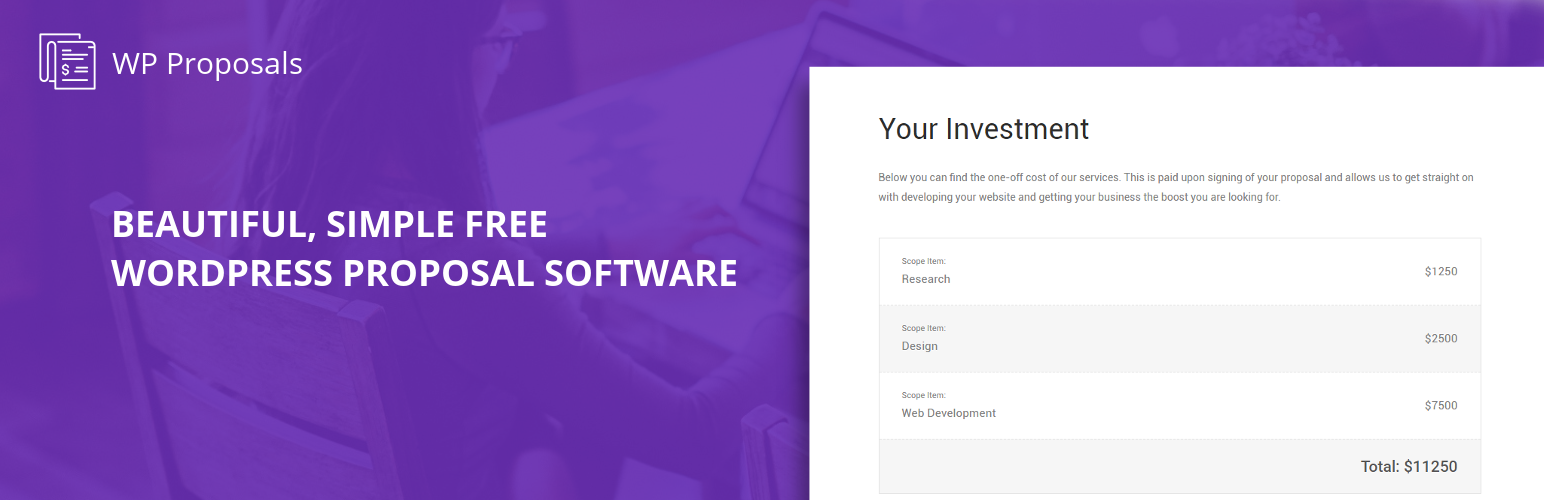 WP Proposals
BEAUTIFUL, SIMPLE FREE
WORDPRESS PROPOSAL SOFTWARE
Your Investment
Below you can find the one-off cost of our services. This is paid upon signing of your proposal and allows us to get straight on
with developing your website and getting your business the boost you are looking for.
Scope Item:
Research
$1250
Scope Item:
Design
$2500
Scope Item:
Web Development
$7500
Total: $11250